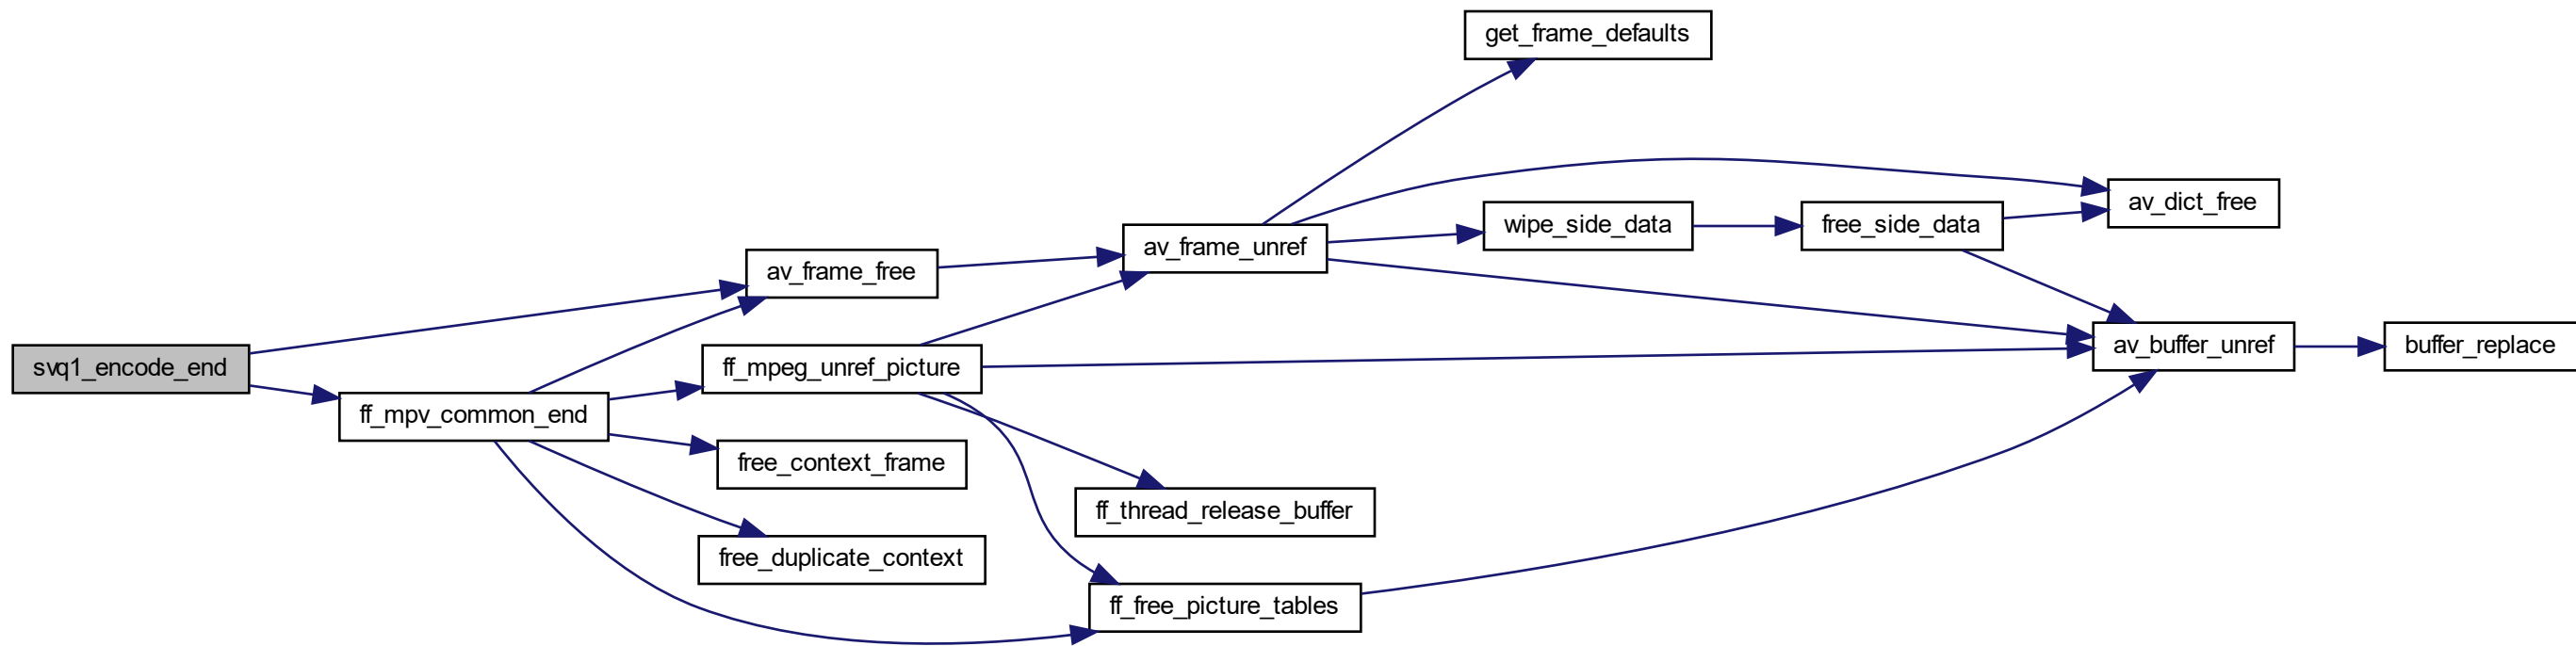 get_frame_defaults
av_dict_free
wipe_side_data
free_side_data
av_frame_unref
av_frame_free
av_buffer_unref
buffer_replace
svq1_encode_end
ff_mpeg_unref_picture
ff_mpv_common_end
free_context_frame
ff_thread_release_buffer
free_duplicate_context
ff_free_picture_tables